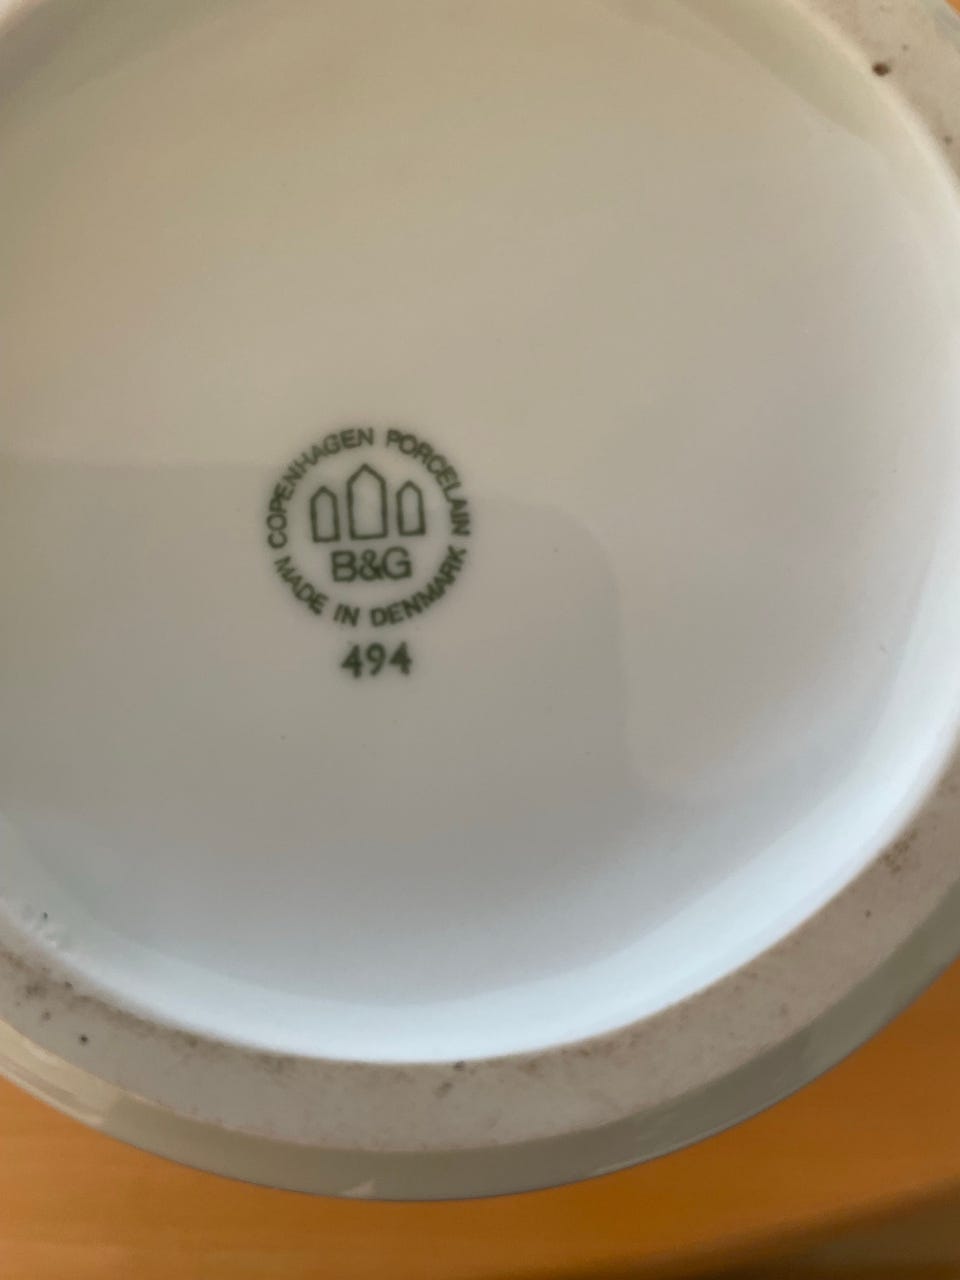 COPENHAGEN PORCELAIN
B&G
MADE IN DENMARK
494